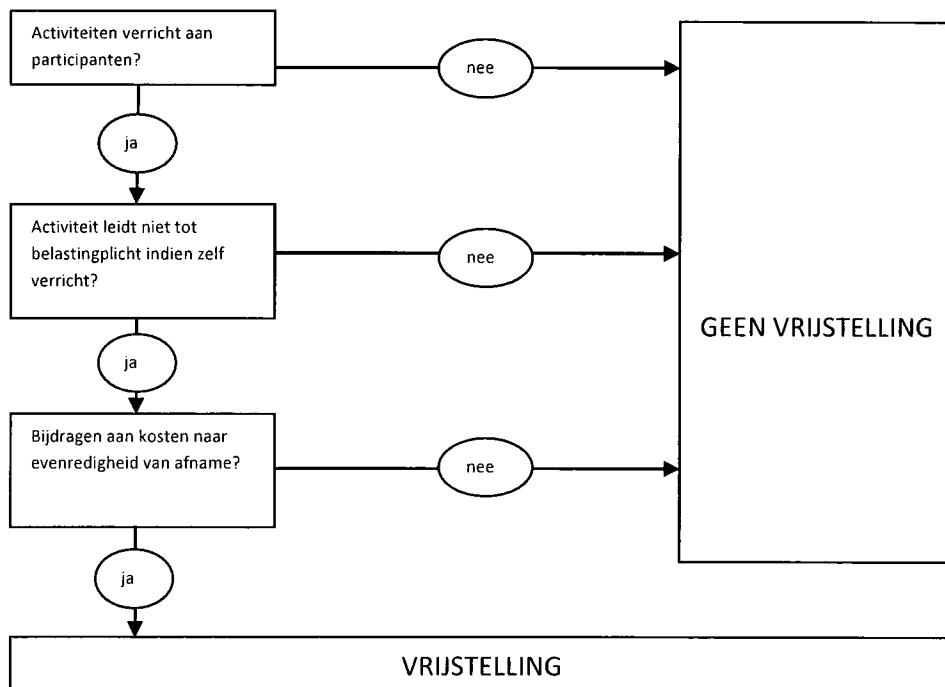 Activiteiten verricht aan
participanten?
nee
ja
Activiteit leidt niet tot
belastingplicht indien zelf
verricht?
nee
GEEN VRIJSTELLING
ja
Bijdragen aan kosten naar
evenredigheid van afname?
nee
ja
VRIJSTELLING